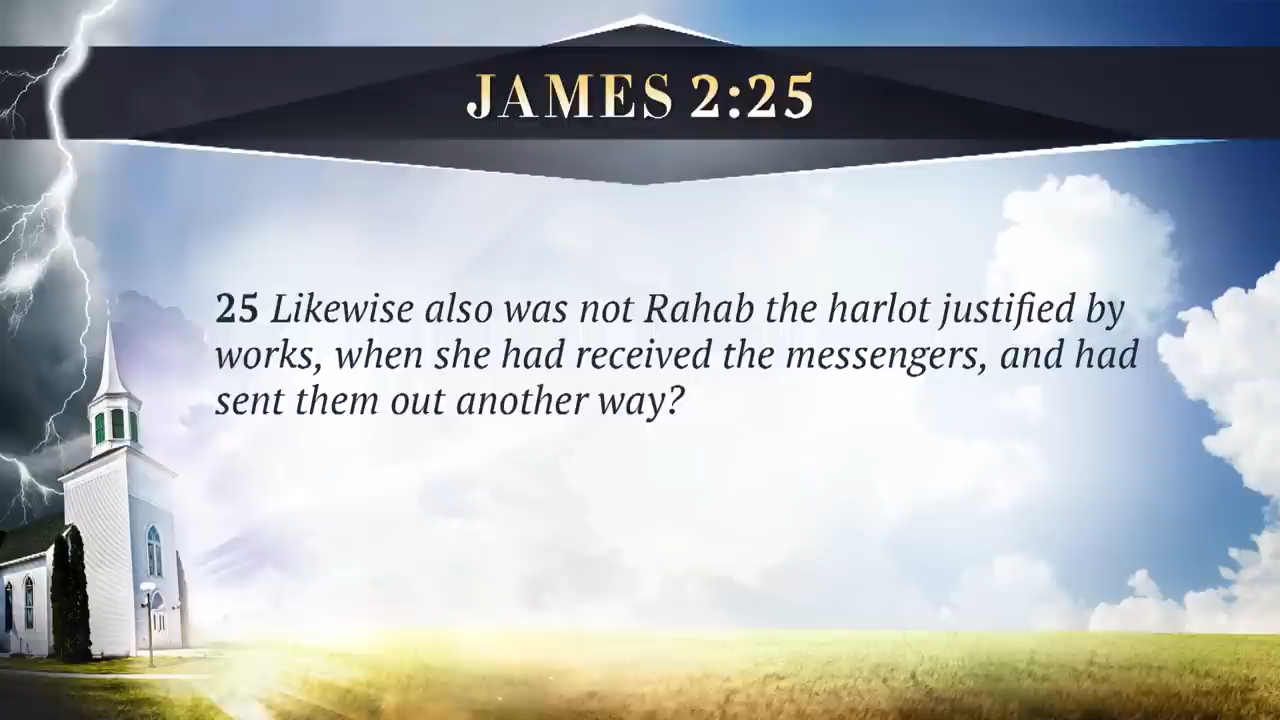 JAMES 2:25
25 Likewise also was not Rahab the harlot justified by
works, when she had received the messengers, and had
sent them out another way?